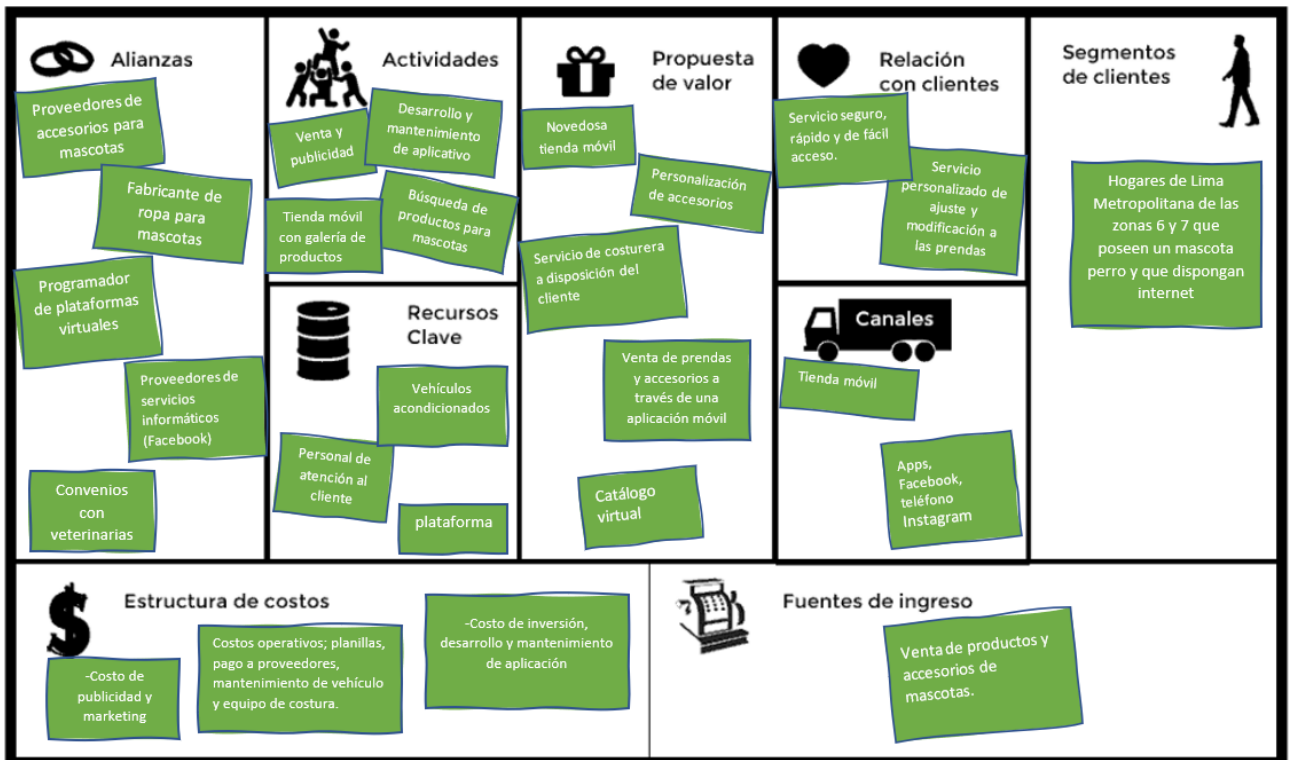 Alianzas
Proveedores de
accesorios para
mascotas
Fabricante de
ropa para
mascotas
Programador
de plataformas
virtuales
Proveedores de
servicios
informáticos
(Facebook)
Convenios
con
veterinarias
Actividades
Venta y
publicidad
Desarrollo y
mantenimiento
de aplicativo
Tienda móvil
con galería de
productos
Búsqueda de
productos para
mascotas
Recursos
Clave
Vehículos
acondicionados
Personal de
atención al
cliente
plataforma
Propuesta
de valor
Novedosa
tienda móvil
Personalización
de accesorios
Servicio de costurera
a disposición del
cliente
Venta de prendas
y accesorios a
través de una
aplicación móvil
Catálogo
virtual
Relación
con clientes
Servicio seguro,
rápido y de fácil
acceso.
Servicio
personalizado de
ajuste y
modificación a
las prendas
Canales
Tienda móvil
Apps,
Facebook,
teléfono
Instagram
Segmentos
de clientes
Hogares de Lima
Metropolitana de las
zonas 6 y 7 que
poseen un mascota
perro y que dispongan
internet
Estructura de costos
-Costo de
publicidad y
marketing
Costos operativos; planillas,
pago a proveedores,
mantenimiento de vehículo
y equipo de costura.
-Costo de inversión,
desarrollo y mantenimiento
de aplicación
Fuentes de ingreso
Venta de productos y
accesorios de
mascotas.